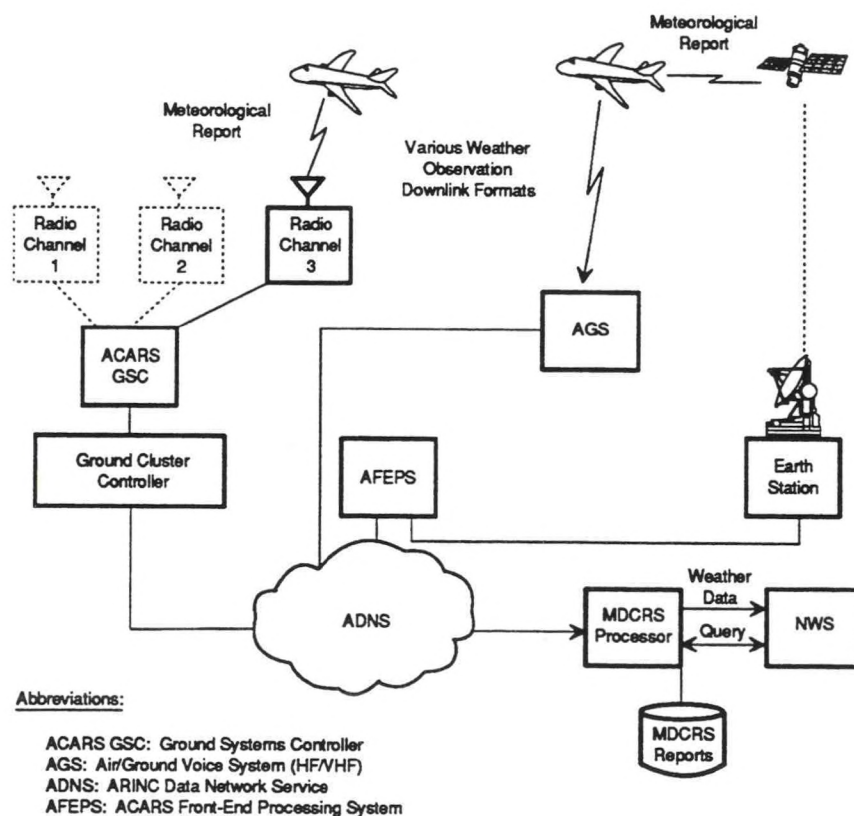 Meteorological
Report
Meteorological
Report
Various Weather
Observation
Downlink Formats
Radio
Channel
1
Radio
Channel
2
Radio
Channel
3
ACARS
GSC
AGS
Ground Cluster
Controller
AFEPS
Earth
Station
ADNS
MDCRS
Processor
Weather
Data
Query
NWS
MDCRS
Reports
Abbreviations:
ACARS GSC: Ground Systems Controller
AGS: Air/Ground Voice System (HF/VHF)
ADNS: ARINC Data Network Service
AFEPS: ACARS Front-End Processing System